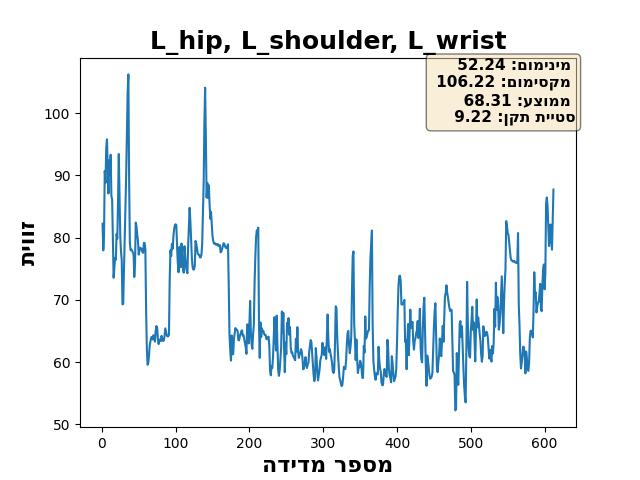 L_hip, L_shoulder, L_wrist
מינימום: 52.24
מקסימום: 106.22
ממוצע: 68.31
סטיית תקן: 9.22
זווית
100
90
80
70
60
50
0 100 200 300 400 500 600
מספר מדידה